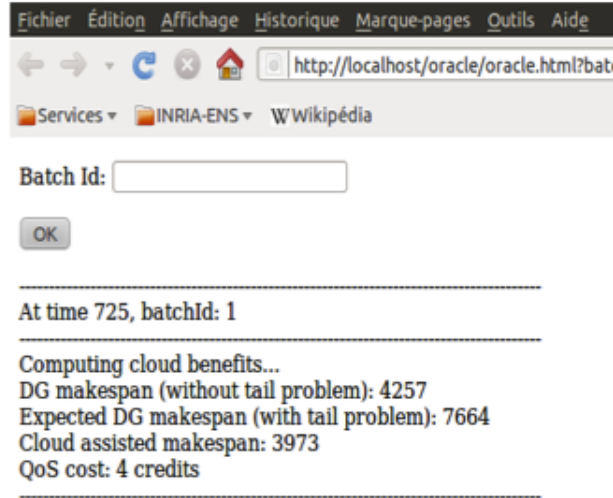 Fichier Édition Affichage Historique Marque-pages Outils Aide
http://localhost/oracle/oracle.html?bat
Services INRIA-ENS W Wikipédia
Batch Id:
OK
At time 725, batchId: 1
Computing cloud benefits...
DG makespan (without tail problem): 4257
Expected DG makespan (with tail problem): 7664
Cloud assisted makespan: 3973
QoS cost: 4 credits